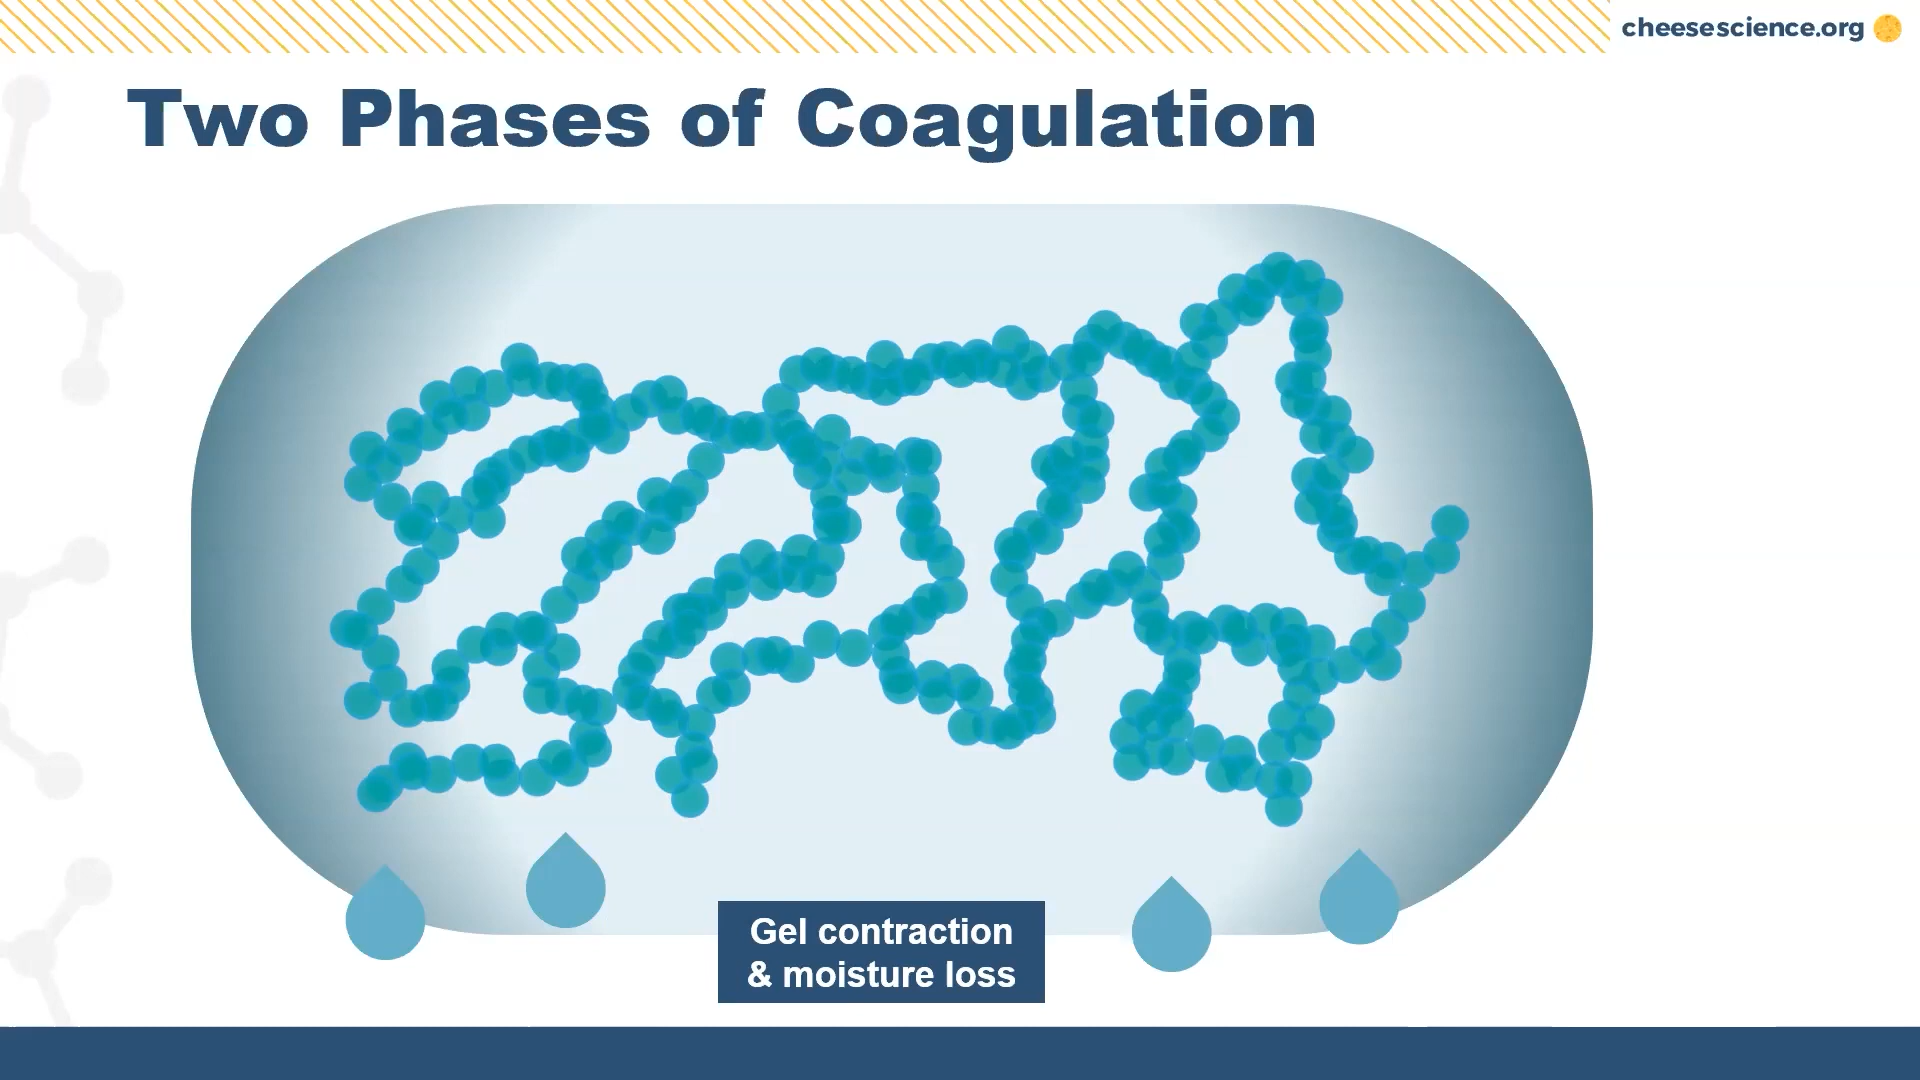 cheesescience.org
Two Phases of Coagulation
Gel contraction
& moisture loss